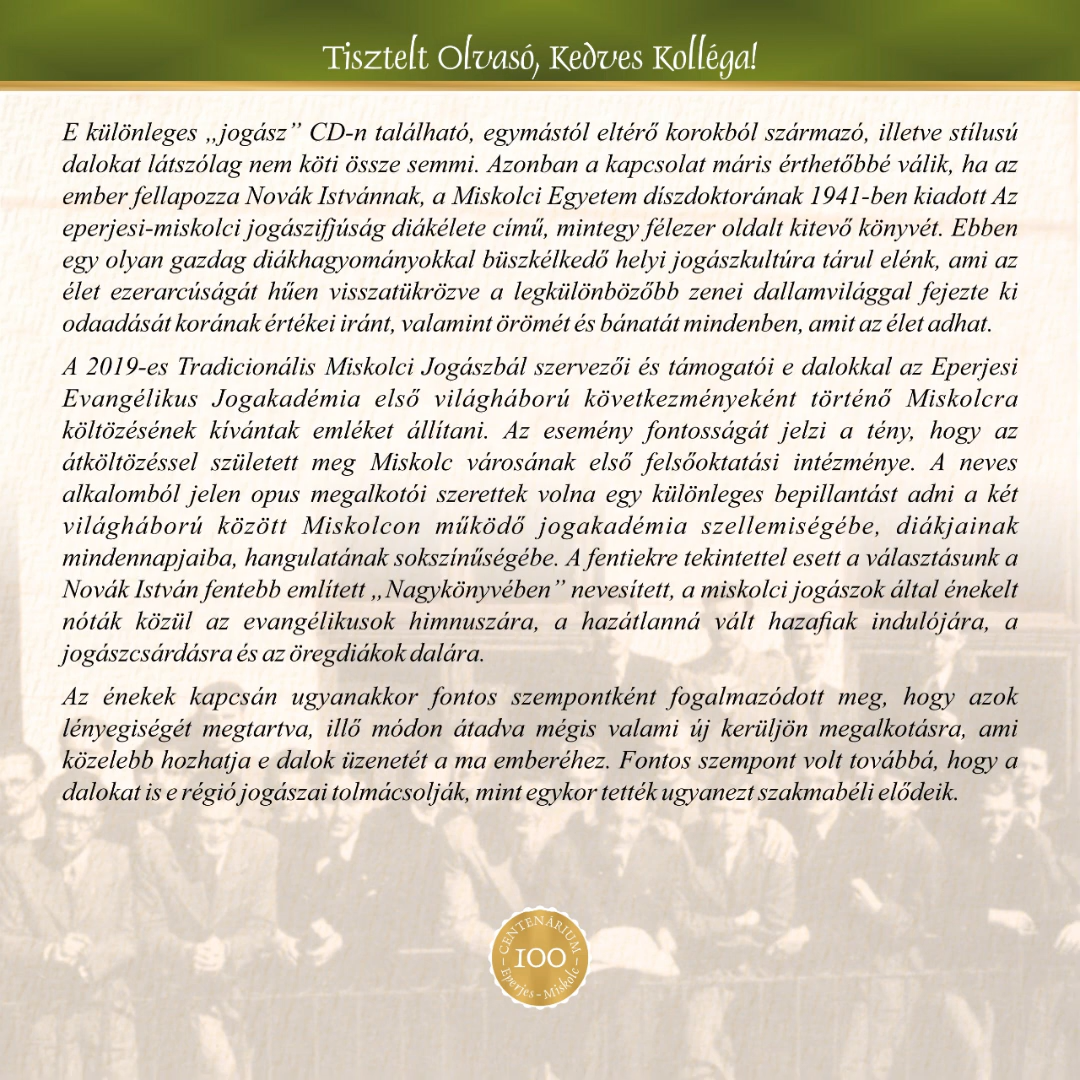 Tisztelt Olvasó, Kedves Kolléga!
E különleges „jogász” CD-n található, egymástól eltérő korokból származó, illetve stílusú
dalokat látszólag nem köti össze semmi. Azonban a kapcsolat máris érthetőbbé válik, ha az
ember fellapozza Novák Istvánnak, a Miskolci Egyetem díszdoktorának 1941-ben kiadott Az
eperjesi-miskolci jogászifjúság diákélete című, mintegy félezer oldalt kitevő könyvét. Ebben
egy olyan gazdag diákhagyományokkal büszkélkedő helyi jogászkultúra tárul elénk, ami az
élet ezerarcúságát hűen visszatükrözve a legkülönbözőbb zenei dallamvilággal fejezte ki
odaadását korának értékei iránt, valamint örömét és bánatát mindenben, amit az élet adhat.
A 2019-es Tradicionális Miskolci Jogászbál szervezői és támogatói e dalokkal az Eperjesi
Evangélikus Jogakadémia első világháború következményeként történő Miskolcra
költözésének kívántak emléket állítani. Az esemény fontosságát jelzi a tény, hogy az
átköltözéssel született meg Miskolc városának első felsőoktatási intézménye. A neves
alkalomból jelen opus megalkotói szerettek volna egy különleges bepillantást adni a két
világháború között Miskolcon működő jogakadémia szellemiségébe, diákjainak
mindennapjaiba, hangulatának sokszínűségébe. A fentiekre tekintettel esett a választásunk a
Novák István fentebb említett „Nagykönyvében” nevesített, a miskolci jogászok által énekelt
nóták közül az evangélikusok himnuszára, a hazátlanná vált hazafiak indulójára, a
jogászcsárdásra és az öregdiákok dalára.
Az énekek kapcsán ugyanakkor fontos szempontként fogalmazódott meg, hogy azok
lényegiségét megtartva, illő módon átadva mégis valami új kerüljön megalkotásra, ami
közelebb hozhatja e dalok üzenetét a ma emberéhez. Fontos szempont volt továbbá, hogy a
dalokat is e régió jogászai tolmácsolják, mint egykor tették ugyanezt szakmabéli elődeik.
CENTENÁRIUM
100
Eperjes - Miskolc